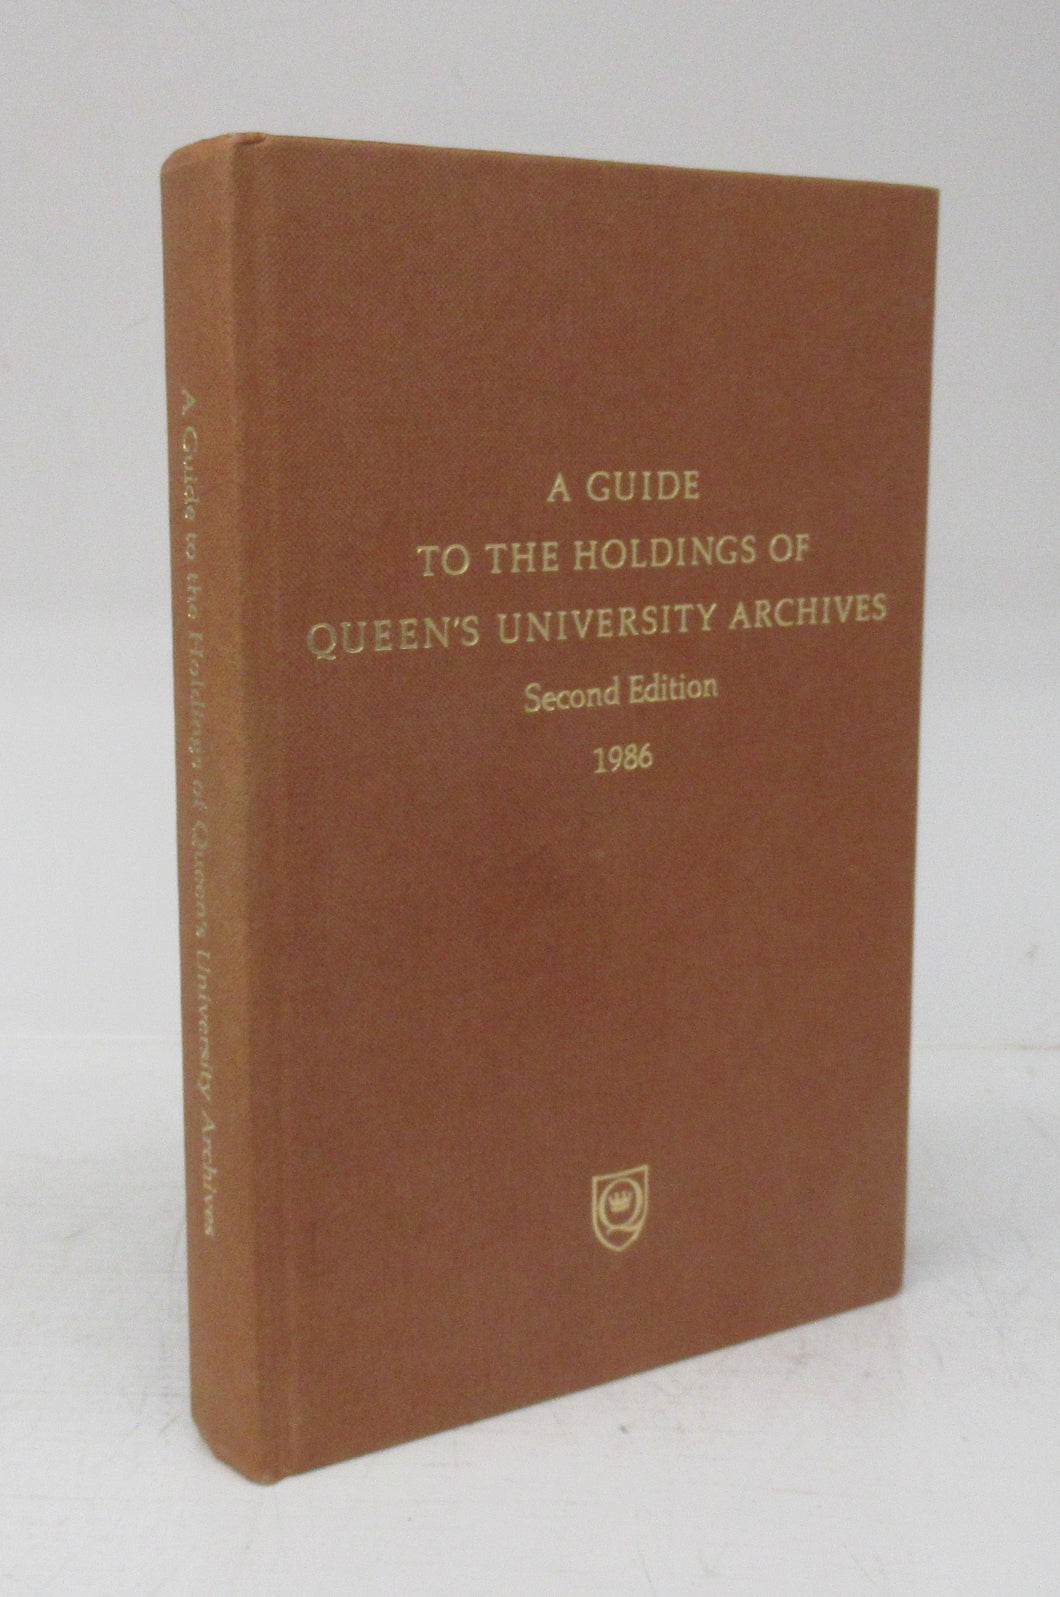 A Guide to the Holdings of Queen's University Archives
A GUIDE
TO THE HOLDINGS OF
QUEEN'S UNIVERSITY ARCHIVES
Second Edition
1986
Q